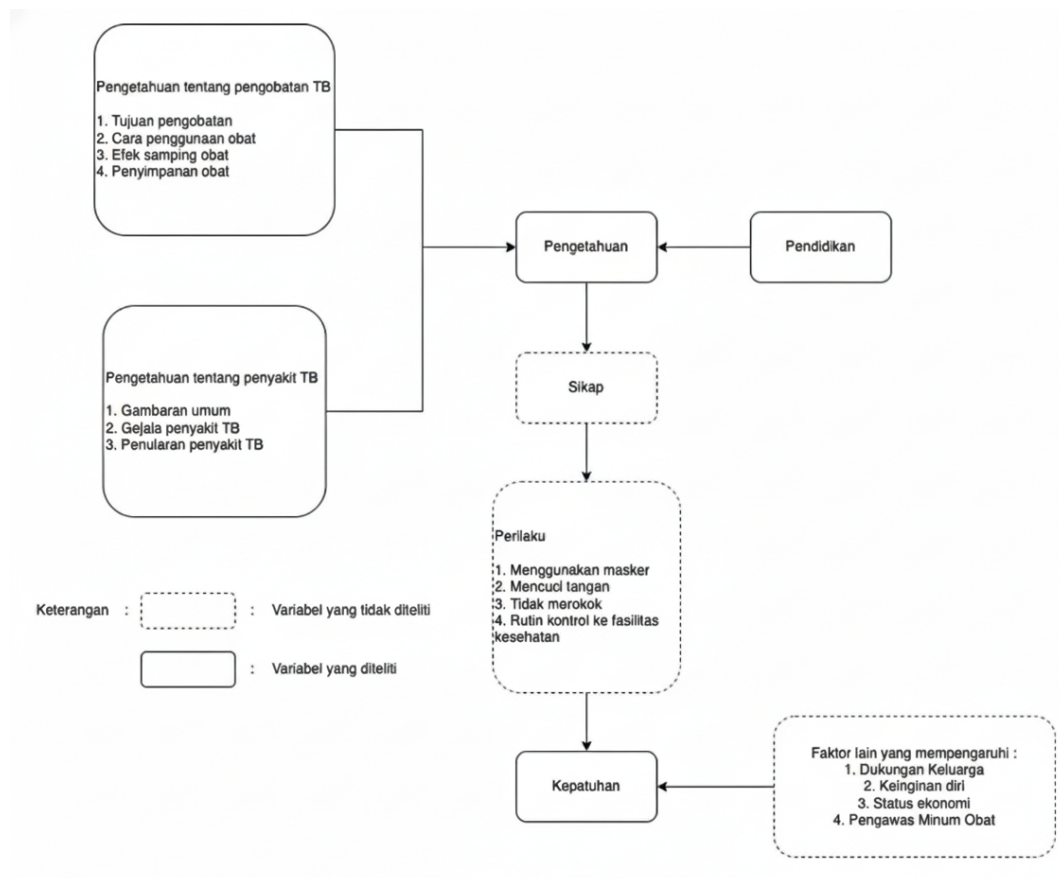 Pengetahuan tentang pengobatan TB
1. Tujuan pengobatan
2. Cara penggunaan obat
3. Efek samping obat
4. Penyimpanan obat
Pengetahuan
Pendidikan
Pengetahuan tentang penyakit TB
1. Gambaran umum
2. Gejala penyakit TB
3. Penularan penyakit TB
Sikap
Perilaku
1. Menggunakan masker
2. Mencuci tangan
3. Tidak merokok
4. Rutin kontrol ke fasilitas
kesehatan
Keterangan : : Variabel yang tidak diteliti
: Variabel yang diteliti
Kepatuhan
Faktor lain yang mempengaruhi :
1. Dukungan Keluarga
2. Keinginan diri
3. Status ekonomi
4. Pengawas Minum Obat